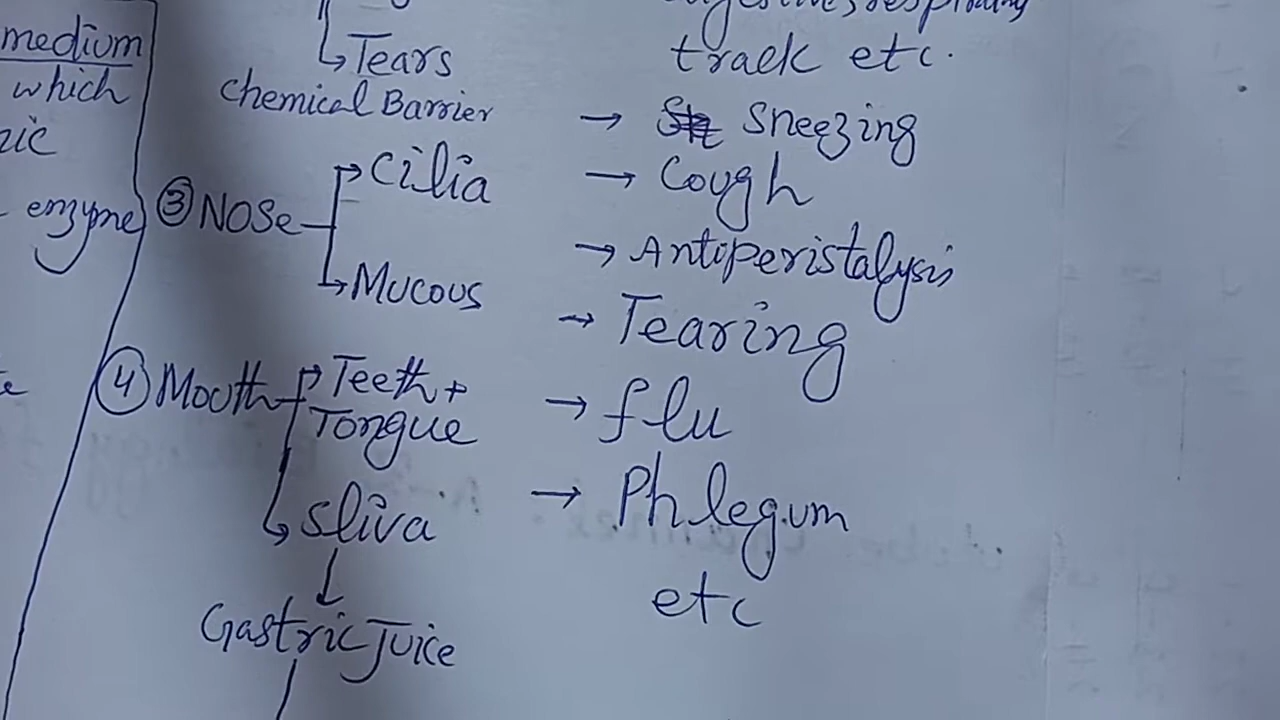 medium
which
enzyme
Tears
Chemical Barrier
③ NOSe
Cilia
Mucous
④ Mouth
Teeth +
Tongue
Sliva
Gastric Juice
track etc.
→ Sneezing
→ Cough
→ Antiperistalysis
→ Tearing
→ flu
→ Phlegum
etc